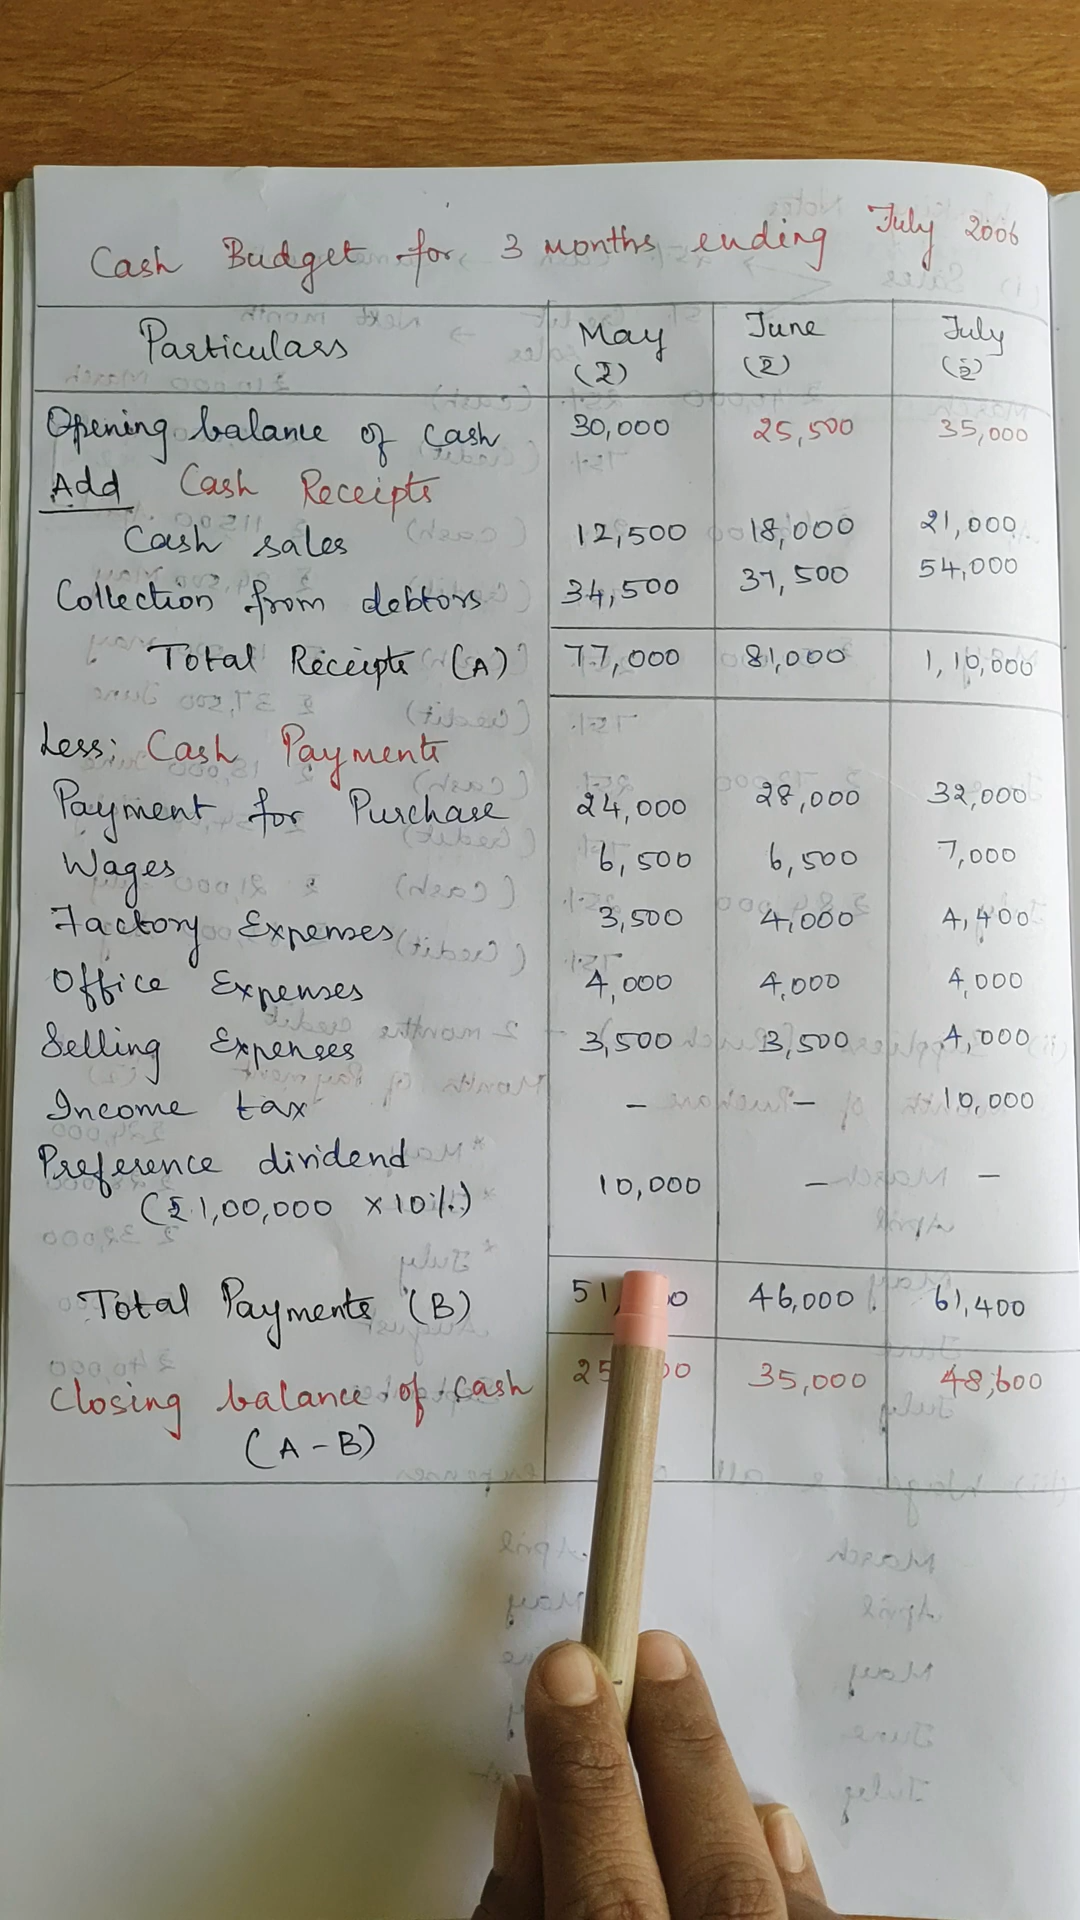 Cash Budget for 3 months ending July 2006
Particulars May June July
(₹) (₹) (₹)
Opening balance of cash 30,000 25,500 35,000
Add Cash Receipts
Cash sales 12,500 18,000 21,000
Collection from debtors 34,500 37,500 54,000
Total Receipts (A) 77,000 81,000 1,10,000
Less: Cash Payments
Payment for Purchase 24,000 28,000 32,000
Wages 6,500 6,500 7,000
Factory Expenses 3,500 4,000 4,400
Office Expenses 4,000 4,000 4,000
Selling Expenses 3,500 3,500 4,000
Income tax - - 10,000
Preference dividend
(₹1,00,000 x 10%) 10,000 - -
Total Payments (B) 46,000 61,400
Closing balance of cash 35,000 48,600
(A-B)